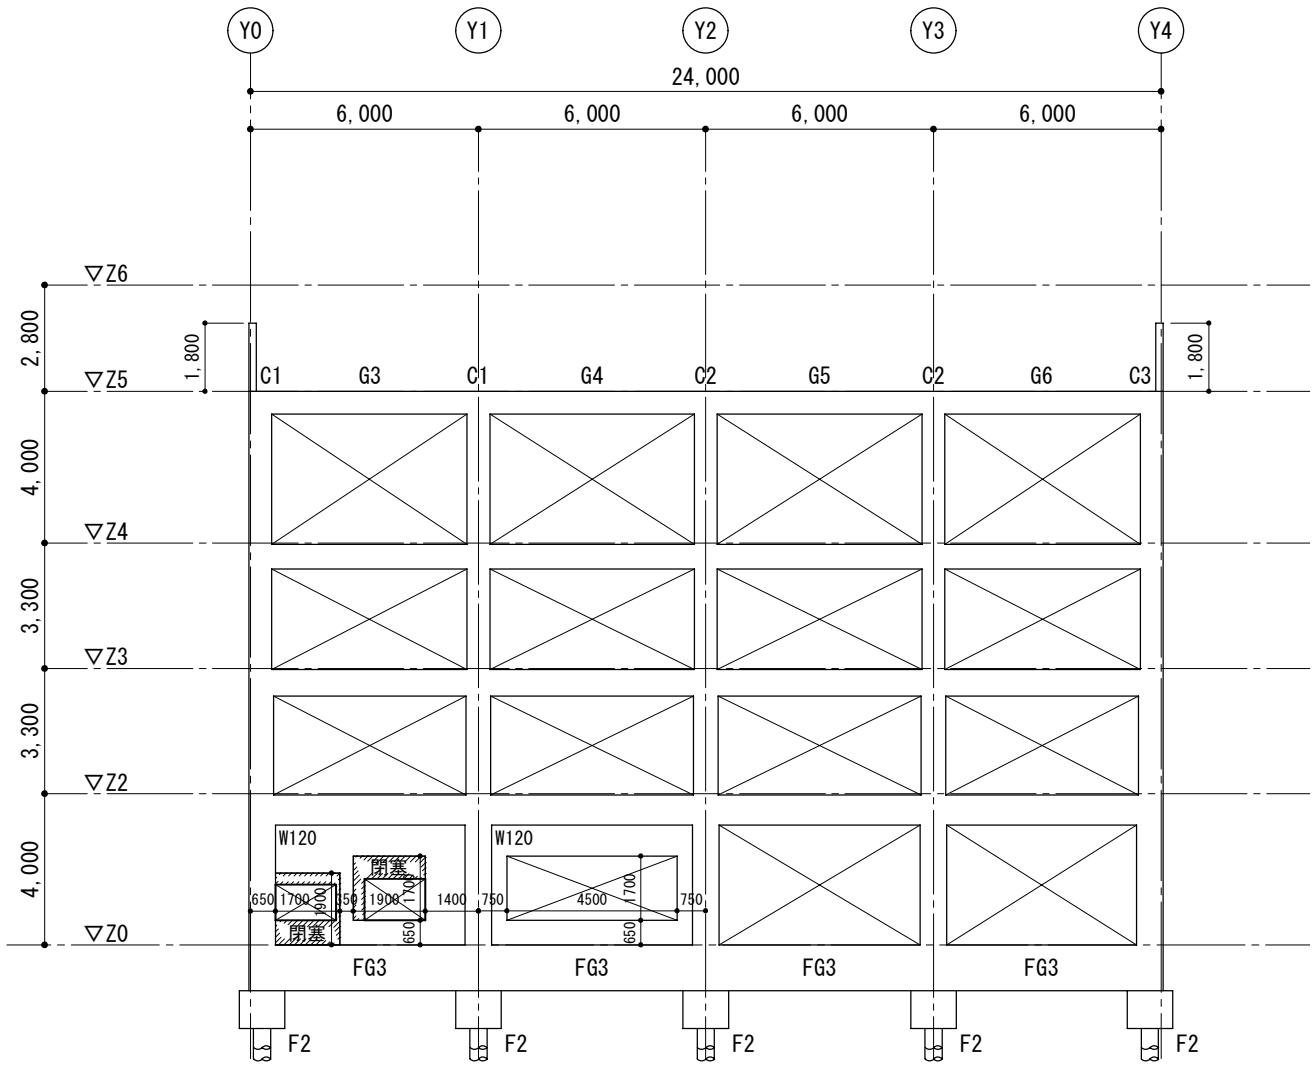 Y0 Y1 Y2 Y3 Y4
24,000
6,000 6,000 6,000 6,000
▽Z6
2,800
1,800 1,800
▽Z5 C1 G3 C1 G4 C2 G5 C2 G6 C3
4,000
▽Z4
3,300
▽Z3
3,300
▽Z2
4,000
W120 W120
閉塞
1700 1700
650 1700 350 1900 1400 750 4500 750
1900
閉塞 650 650
▽Z0
FG3 FG3 FG3 FG3
F2 F2 F2 F2 F2